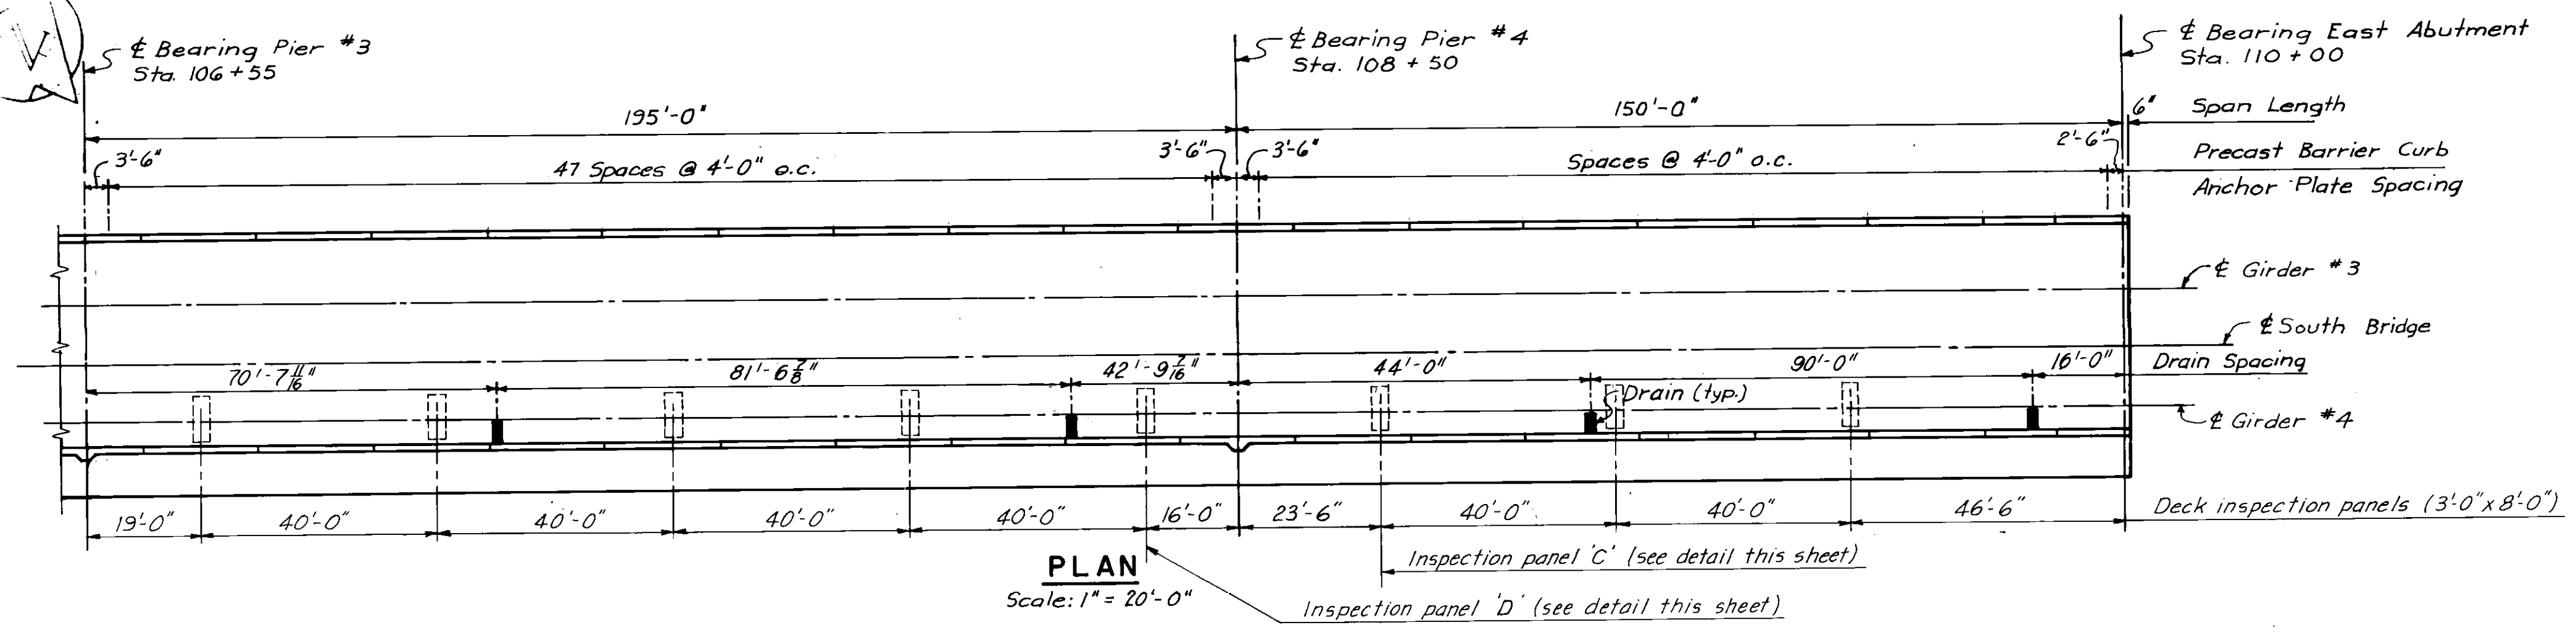 ℄ Bearing Pier #3
Sta. 106+55
℄ Bearing Pier #4
Sta. 108 + 50
℄ Bearing East Abutment
Sta. 110+00
195'-0"
150'-0"
6"
Span Length
3'-6"
47 Spaces @ 4'-0" o.c.
3'-6"
3'-6"
Spaces @ 4'-0" o.c.
2'-6"
Precast Barrier Curb
Anchor Plate Spacing
℄ Girder #3
℄ South Bridge
70'-7 11/16"
81'-6 7/8"
42'-9 7/16"
44'-0"
90'-0"
16'-0"
Drain Spacing
Drain (typ.)
℄ Girder #4
19'-0"
40'-0"
40'-0"
40'-0"
40'-0"
16'-0"
23'-6"
40'-0"
40'-0"
46'-6"
Deck inspection panels (3'-0"x8'-0")
PLAN
Scale: 1" = 20'-0"
Inspection panel 'C' (see detail this sheet)
Inspection panel 'D' (see detail this sheet)